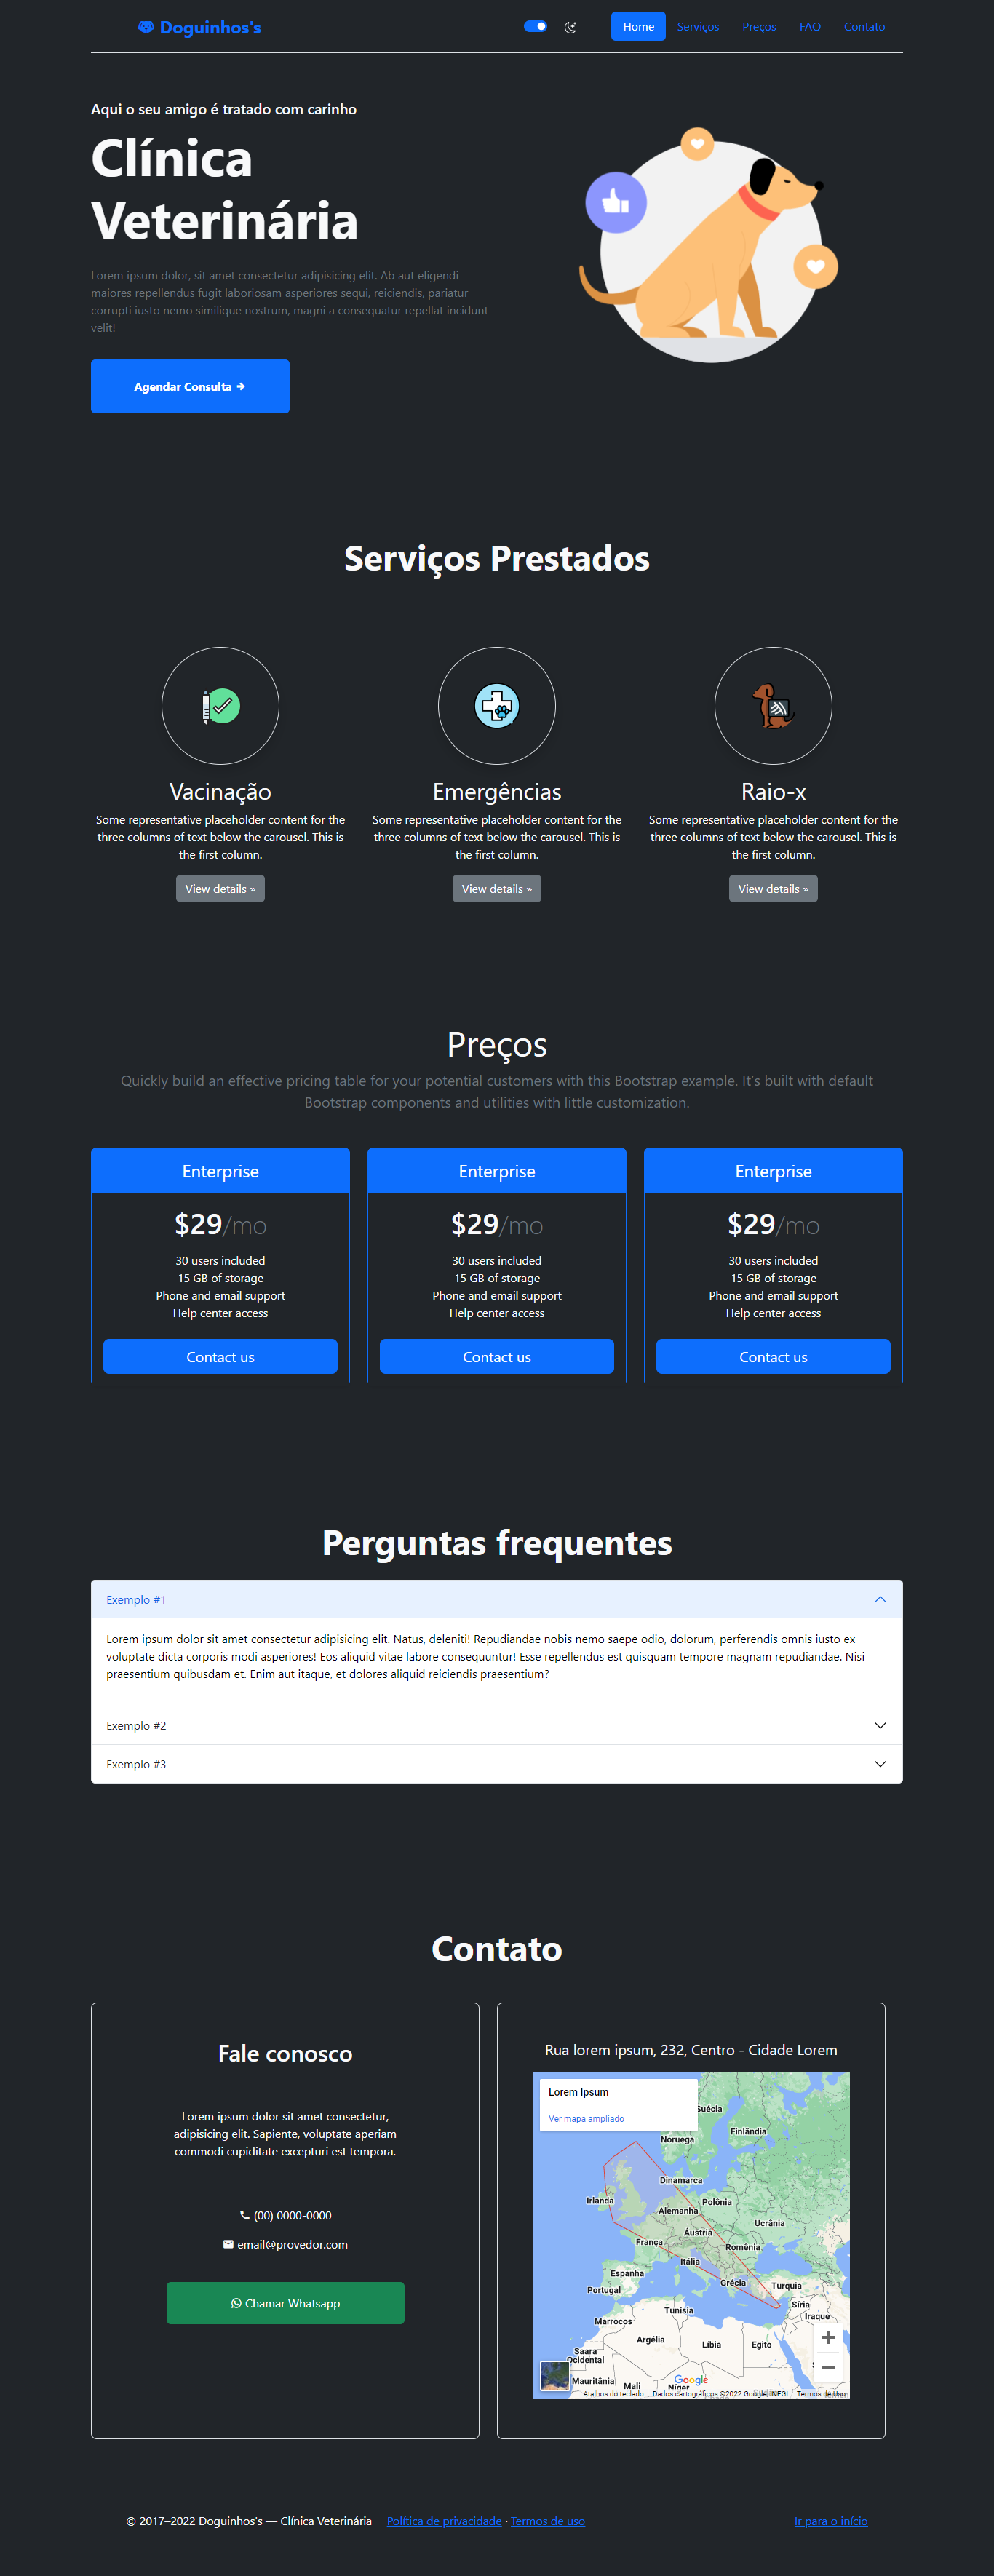 Doguinhos's
Home Serviços Preços FAQ Contato
Aqui o seu amigo é tratado com carinho
Clínica
Veterinária
Lorem ipsum dolor, sit amet consectetur adipisicing elit. Ab aut eligendi
maiores repellendus fugit laboriosam asperiores sequi, reiciendis, pariatur
corrupti iusto nemo similique nostrum, magni a consequatur repellat incidunt
velit!
Agendar Consulta →
Serviços Prestados
Vacinação
Some representative placeholder content for the
three columns of text below the carousel. This is
the first column.
View details »
Emergências
Some representative placeholder content for the
three columns of text below the carousel. This is
the first column.
View details »
Raio-x
Some representative placeholder content for the
three columns of text below the carousel. This is
the first column.
View details »
Preços
Quickly build an effective pricing table for your potential customers with this Bootstrap example. It's built with default
Bootstrap components and utilities with little customization.
Enterprise
$29/mo
30 users included
15 GB of storage
Phone and email support
Help center access
Contact us
Enterprise
$29/mo
30 users included
15 GB of storage
Phone and email support
Help center access
Contact us
Enterprise
$29/mo
30 users included
15 GB of storage
Phone and email support
Help center access
Contact us
Perguntas frequentes
Exemplo #1
Lorem ipsum dolor sit amet consectetur adipisicing elit. Natus, deleniti! Repudiandae nobis nemo saepe odio, dolorum, perferendis omnis iusto ex
voluptate dicta corporis modi asperiores! Eos aliquid vitae labore consequuntur! Esse repellendus est quisquam tempore magnam repudiandae. Nisi
praesentium quibusdam et. Enim aut itaque, et dolores aliquid reiciendis praesentium?
Exemplo #2
Exemplo #3
Contato
Fale conosco
Lorem ipsum dolor sit amet consectetur,
adipisicing elit. Sapiente, voluptate aperiam
commodi cupiditate excepturi est tempora.
(00) 0000-0000
email@provedor.com
Chamar Whatsapp
Rua lorem ipsum, 232, Centro - Cidade Lorem
Lorem Ipsum
Ver mapa ampliado
Suécia
Finlândia
Noruega
Dinamarca
Irlanda
Polônia
Alemanha
Ucrânia
Áustria
França
Romênia
Itália
Espanha
Grécia
Turquia
Portugal
Síria
Tunísia
Iraque
Marrocos
Argélia
Líbia
Egito
Saara
Ocidental
Mauritânia
Mali
Níger
Google
Atalhos do teclado Dados cartográficos ©2022 Google, INEGI Termos de Uso
© 2017–2022 Doguinhos's — Clínica Veterinária Política de privacidade · Termos de uso Ir para o início